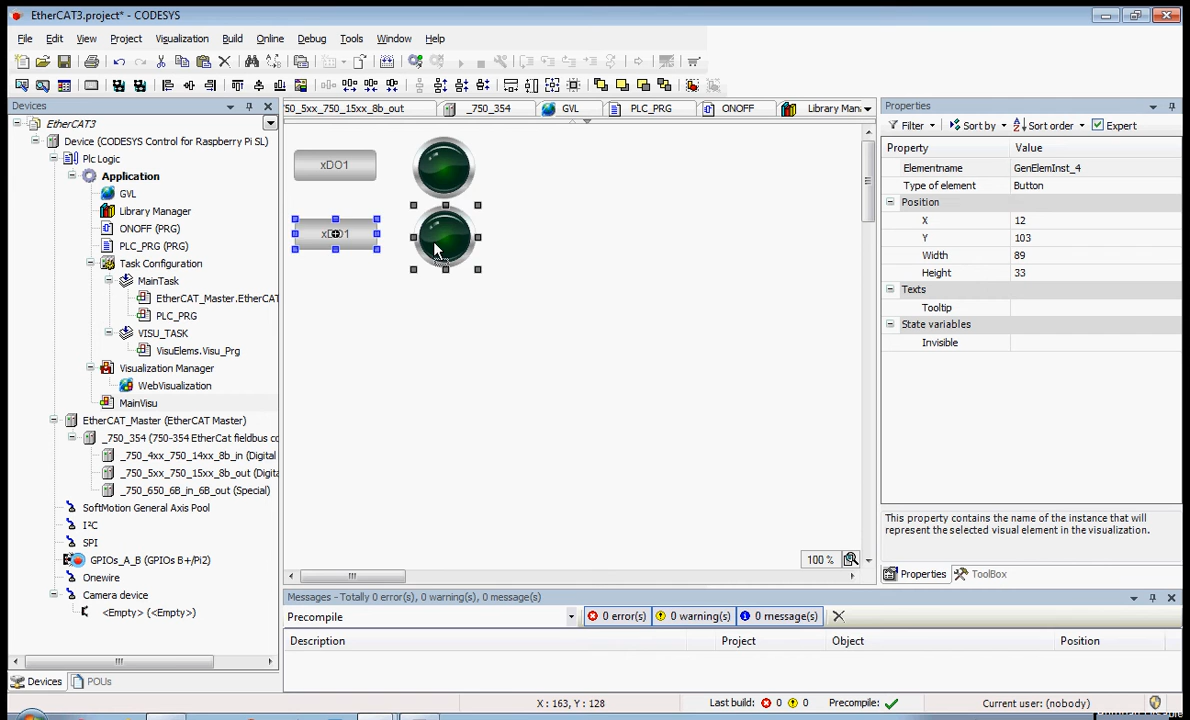 EtherCAT3.project* - CODESYS
File Edit View Project Visualization Build Online Debug Tools Window Help
Devices
EtherCAT3
Device (CODESYS Control for Raspberry Pi SL)
Plc Logic
Application
GVL
Library Manager
ONOFF (PRG)
PLC_PRG (PRG)
Task Configuration
MainTask
EtherCAT_Master.EtherCAT
PLC_PRG
VISU_TASK
VisuElems.Visu_Prg
Visualization Manager
WebVisualization
MainVisu
EtherCAT_Master (EtherCAT Master)
_750_354 (750-354 EtherCat fieldbus co
_750_4xx_750_14xx_8b_in (Digital
_750_5xx_750_15xx_8b_out (Digita
_750_650_6B_in_6B_out (Special)
SoftMotion General Axis Pool
I²C
SPI
GPIOs_A_B (GPIOs B+/Pi2)
Onewire
Camera device
<Empty> (<Empty>)
Devices POUs
50_5xx_750_15xx_8b_out _750_354 GVL PLC_PRG ONOFF Library Man
xDO1
xDO1
100 %
Properties
Filter Sort by Sort order Expert
Property Value
Elementname GenElemInst_4
Type of element Button
Position
X 12
Y 103
Width 89
Height 33
Texts
Tooltip
State variables
Invisible
This property contains the name of the instance that will
represent the selected visual element in the visualization.
Properties ToolBox
Messages - Totally 0 error(s), 0 warning(s), 0 message(s)
Precompile 0 error(s) 0 warning(s) 0 message(s)
Description Project Object Position
X : 163, Y : 128 Last build: 0 0 Precompile: Current user: (nobody)